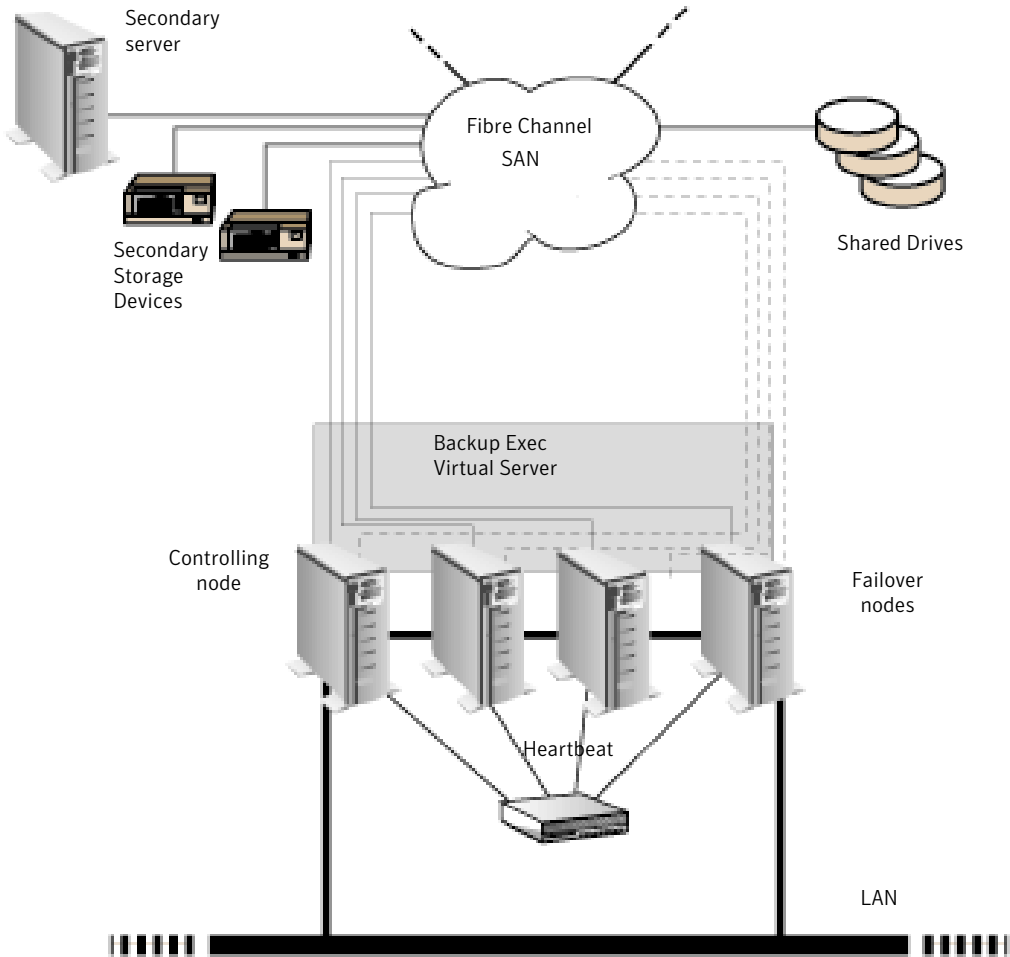 Secondary
server
Fibre Channel
SAN
Shared Drives
Secondary
Storage
Devices
Backup Exec
Virtual Server
Controlling
node
Failover
nodes
Heartbeat
LAN